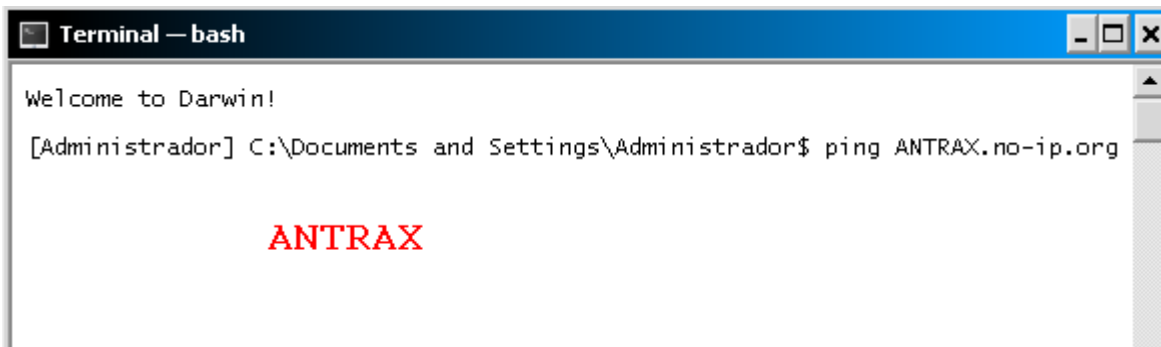 Terminal — bash
Welcome to Darwin!
[Administrador] C:\Documents and Settings\Administrador$ ping ANTRAX.no-ip.org
ANTRAX